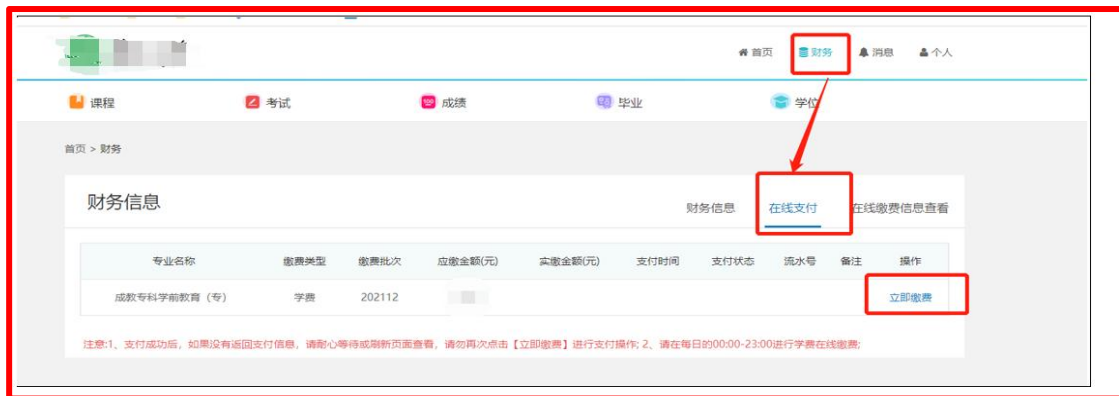 首页 财务 消息 个人
课程 考试 成绩 毕业 学位
首页 > 财务
财务信息 财务信息 在线支付 在线缴费信息查看
专业名称 缴费类型 缴费批次 应缴金额(元) 实缴金额(元) 支付时间 支付状态 流水号 备注 操作
成教专科学前教育（专） 学费 202112 立即缴费
注意:1、支付成功后，如果没有返回支付信息，请耐心等待或刷新页面查看，请勿再次点击【立即缴费】进行支付操作; 2、请在每日的00:00-23:00进行学费在线缴费;